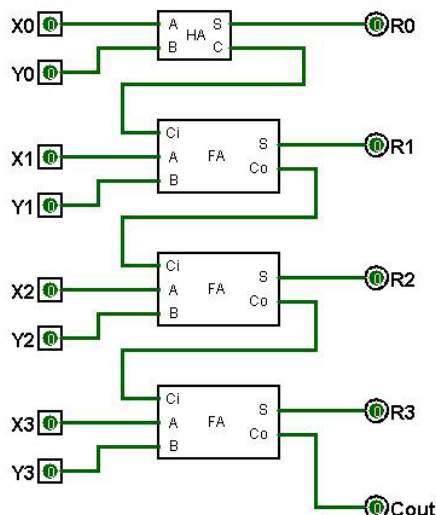 X0 0 A S 0 R0
HA
Y0 0 B C
Ci
X1 0 A FA S 0 R1
Co
Y1 0 B
Ci
X2 0 A FA S 0 R2
Co
Y2 0 B
Ci
X3 0 A FA S 0 R3
Co
Y3 0 B
0 Cout